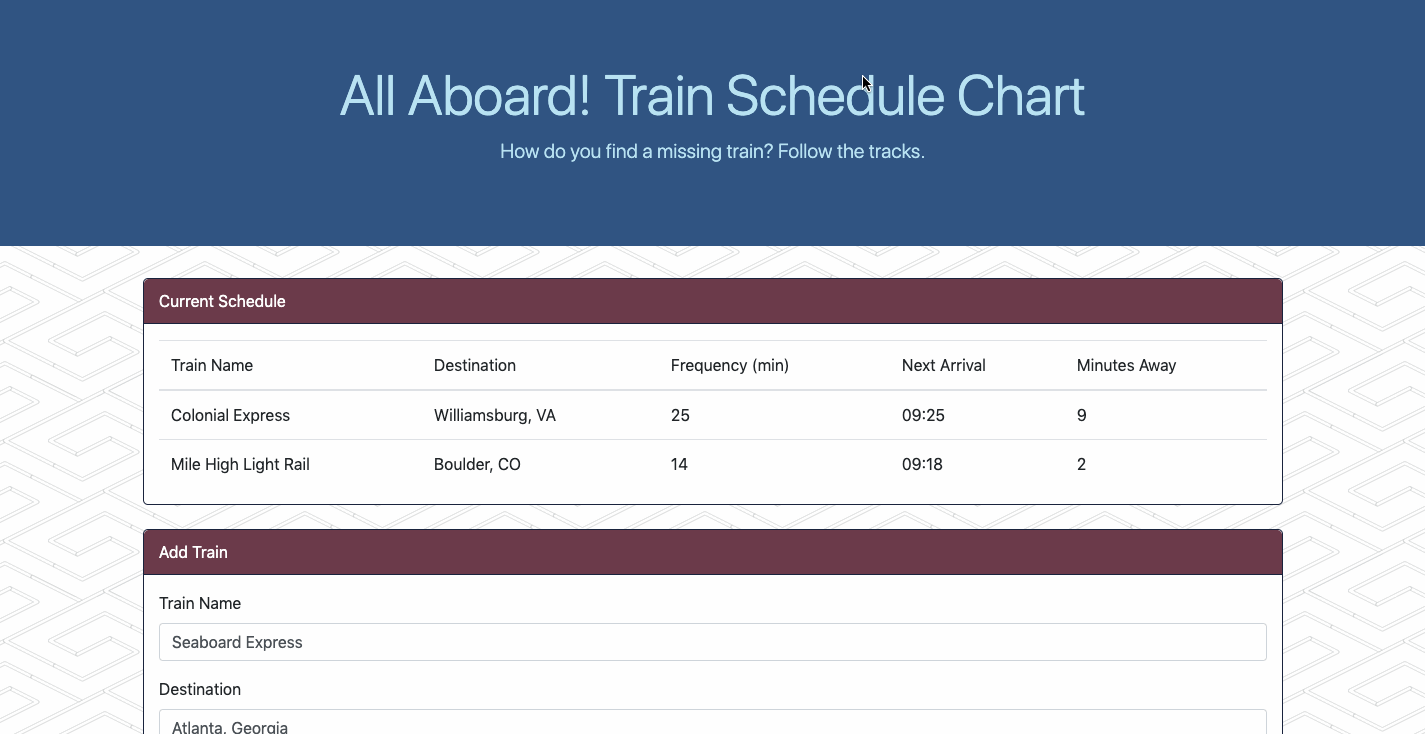 All Aboard! Train Schedule Chart
How do you find a missing train? Follow the tracks.
Current Schedule
Train Name Destination Frequency (min) Next Arrival Minutes Away
Colonial Express Williamsburg, VA 25 09:25 9
Mile High Light Rail Boulder, CO 14 09:18 2
Add Train
Train Name
Seaboard Express
Destination
Atlanta, Georgia